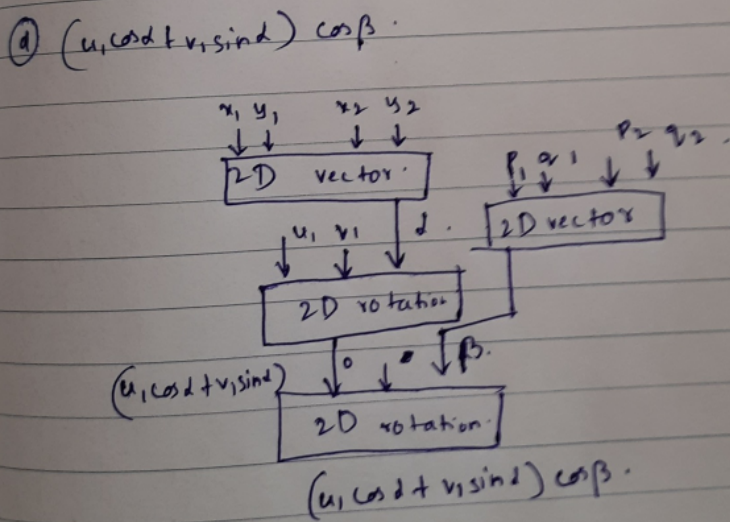 ⓓ (u₁cosα + v₁sinα) cosβ.
x₁ y₁ x₂ y₂
p₁ q₁ p₂ q₂.
2D vector.
2D vector
u₁ v₁ α.
2D rotation
0 β.
(u₁cosα + v₁sinα)
2D rotation.
(u₁cosα + v₁sinα) cosβ.